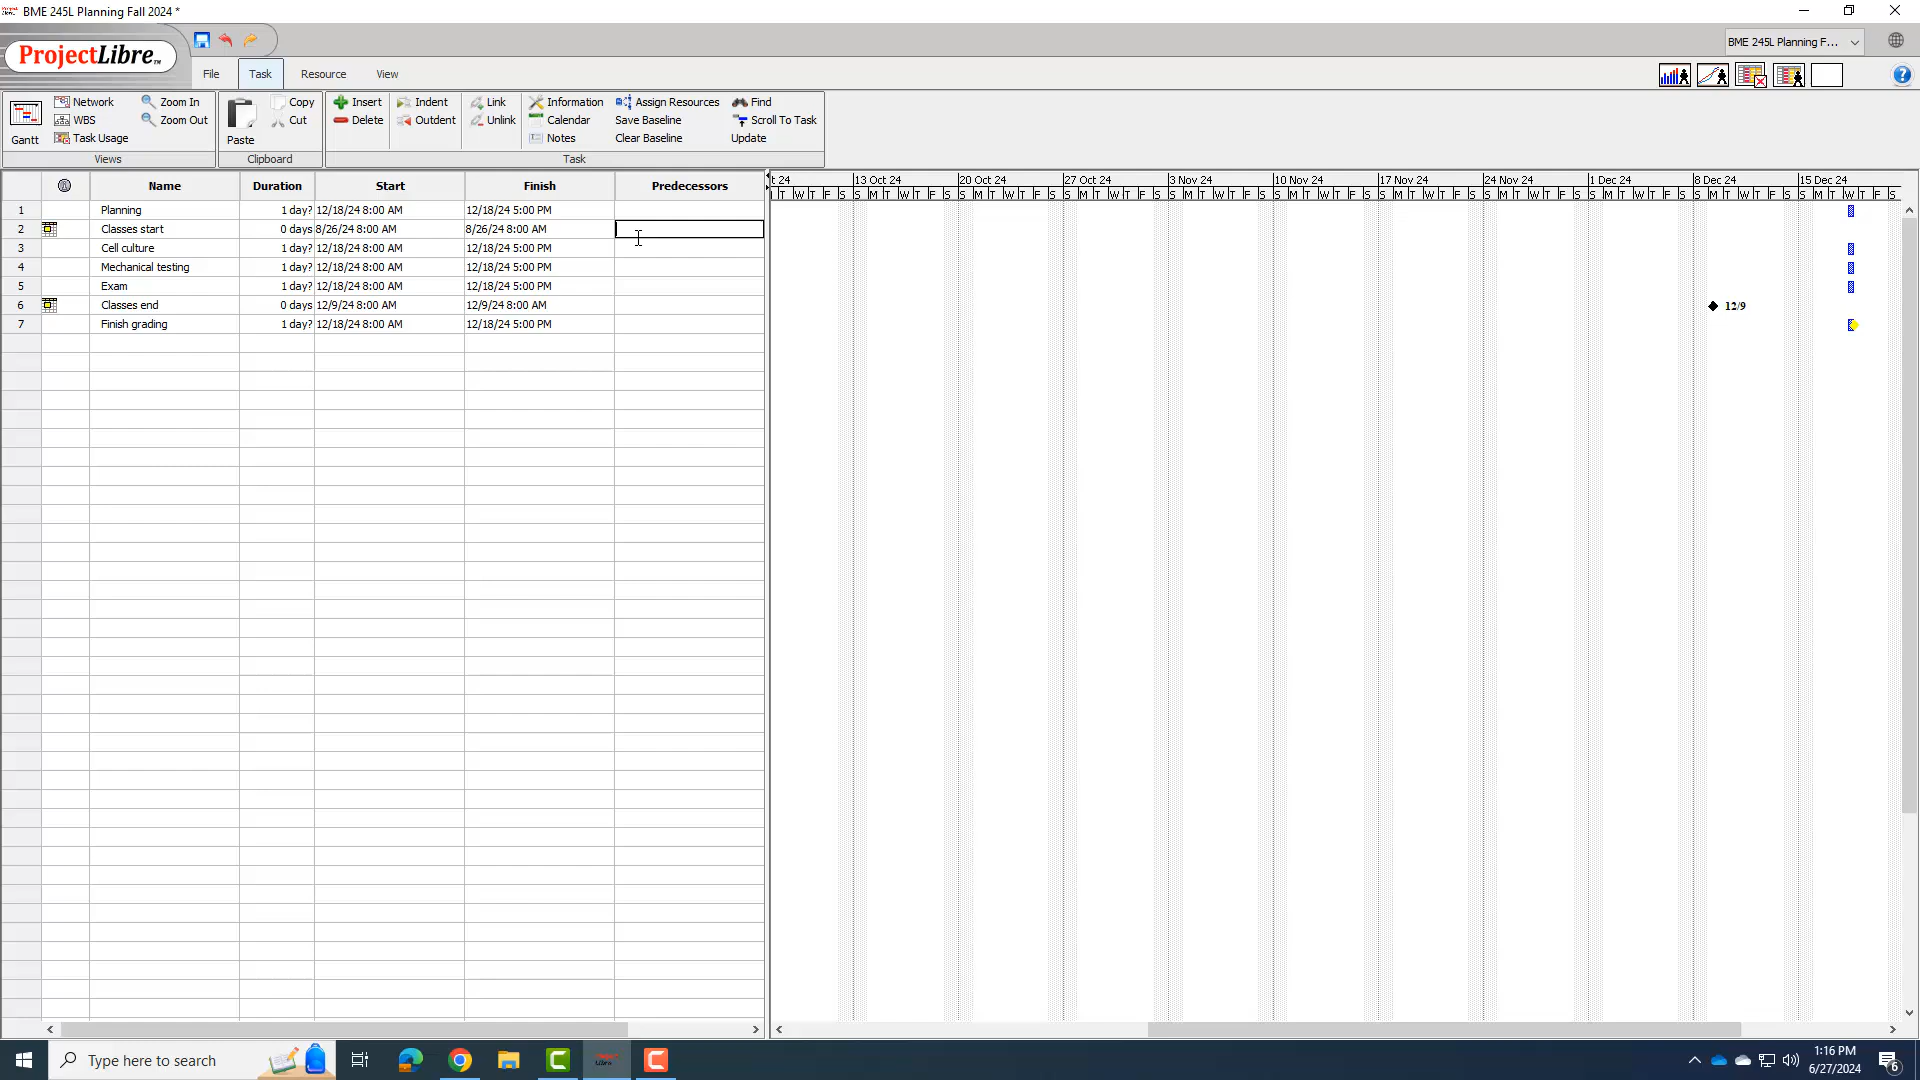 BME 245L Planning Fall 2024 *
ProjectLibre™
BME 245L Planning F...
File Task Resource View
Gantt
Network
WBS
Task Usage
Zoom In
Zoom Out
Views
Paste
Copy
Cut
Clipboard
Insert
Delete
Indent
Outdent
Link
Unlink
Information
Calendar
Notes
Assign Resources
Save Baseline
Clear Baseline
Find
Scroll To Task
Update
Task
Name Duration Start Finish Predecessors
1 Planning 1 day? 12/18/24 8:00 AM 12/18/24 5:00 PM
2 Classes start 0 days 8/26/24 8:00 AM 8/26/24 8:00 AM
3 Cell culture 1 day? 12/18/24 8:00 AM 12/18/24 5:00 PM
4 Mechanical testing 1 day? 12/18/24 8:00 AM 12/18/24 5:00 PM
5 Exam 1 day? 12/18/24 8:00 AM 12/18/24 5:00 PM
6 Classes end 0 days 12/9/24 8:00 AM 12/9/24 8:00 AM
7 Finish grading 1 day? 12/18/24 8:00 AM 12/18/24 5:00 PM
t 24 13 Oct 24 20 Oct 24 27 Oct 24 3 Nov 24 10 Nov 24 17 Nov 24 24 Nov 24 1 Dec 24 8 Dec 24 15 Dec 24
T W T F S S M T W T F S S M T W T F S S M T W T F S S M T W T F S S M T W T F S S M T W T F S S M T W T F S S M T W T F S S M T W T F S S M T W T F S
12/9
Type here to search
1:16 PM
6/27/2024
6